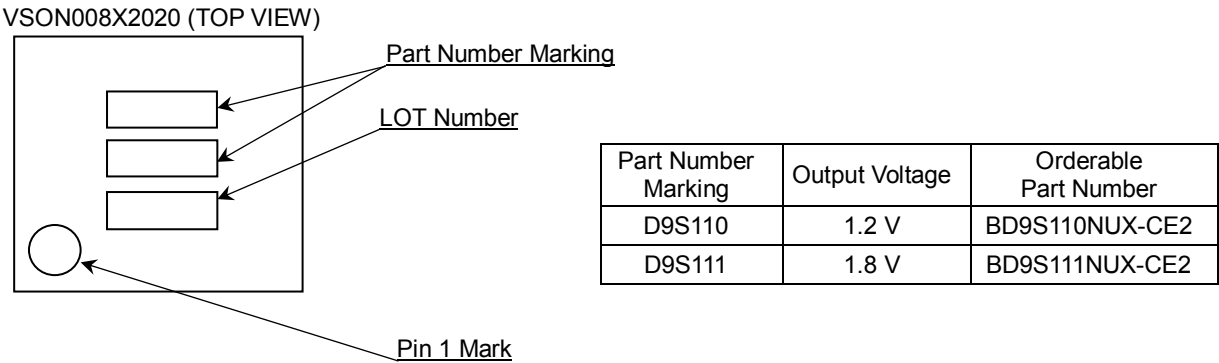 VSON008X2020 (TOP VIEW)
Part Number Marking
LOT Number
Pin 1 Mark
Part Number
Marking
Output Voltage
Orderable
Part Number
D9S110
1.2 V
BD9S110NUX-CE2
D9S111
1.8 V
BD9S111NUX-CE2